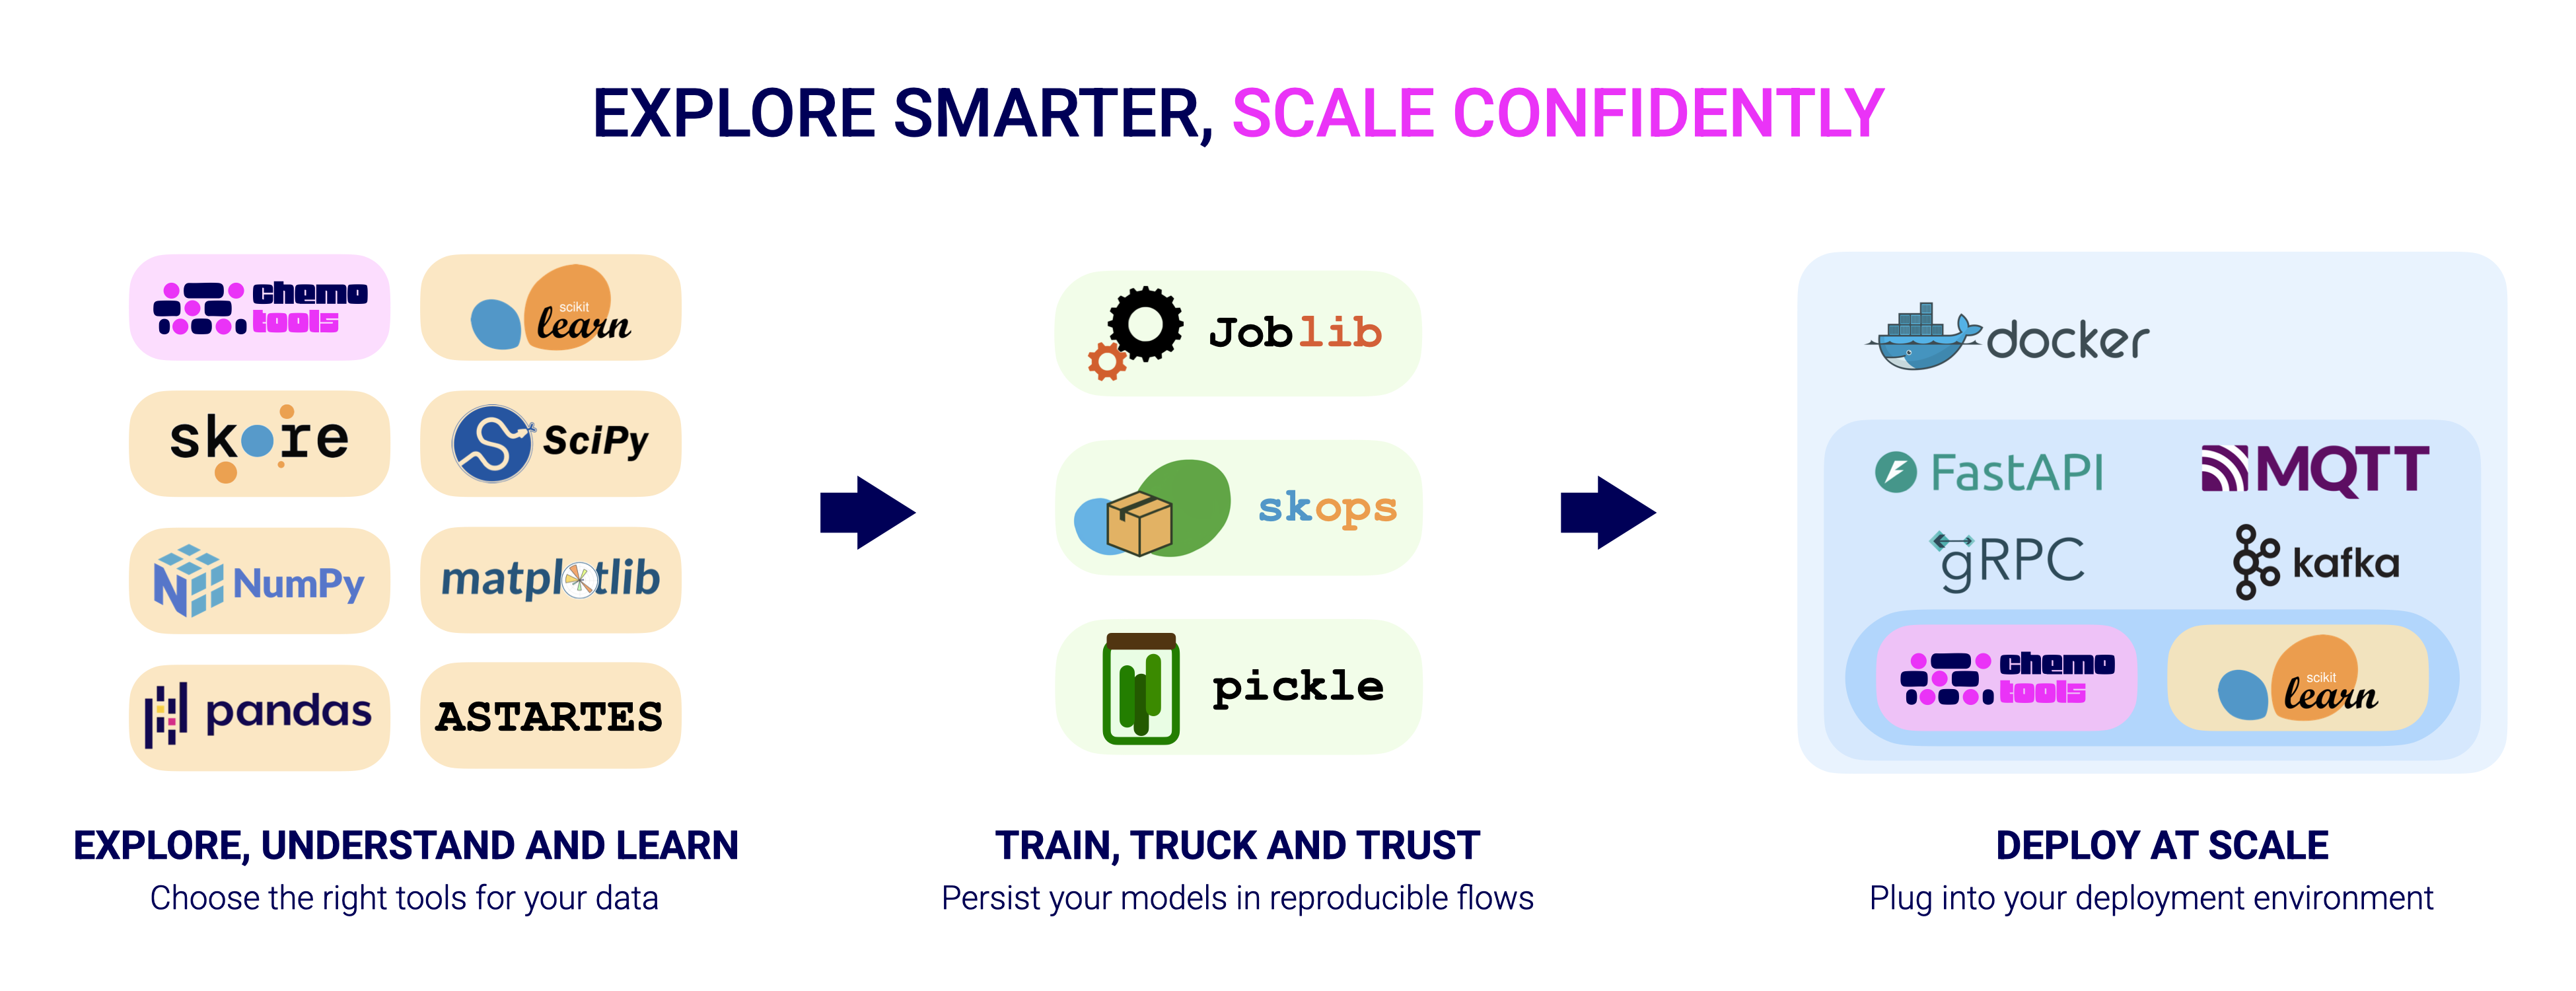 EXPLORE SMARTER, SCALE CONFIDENTLY
chemo
tools
scikit
learn
skore
SciPy
NumPy
matplotlib
pandas
ASTARTES
EXPLORE, UNDERSTAND AND LEARN
Choose the right tools for your data
Joblib
skops
pickle
TRAIN, TRUCK AND TRUST
Persist your models in reproducible flows
docker
FastAPI
MQTT
gRPC
kafka
chemo
tools
scikit
learn
DEPLOY AT SCALE
Plug into your deployment environment